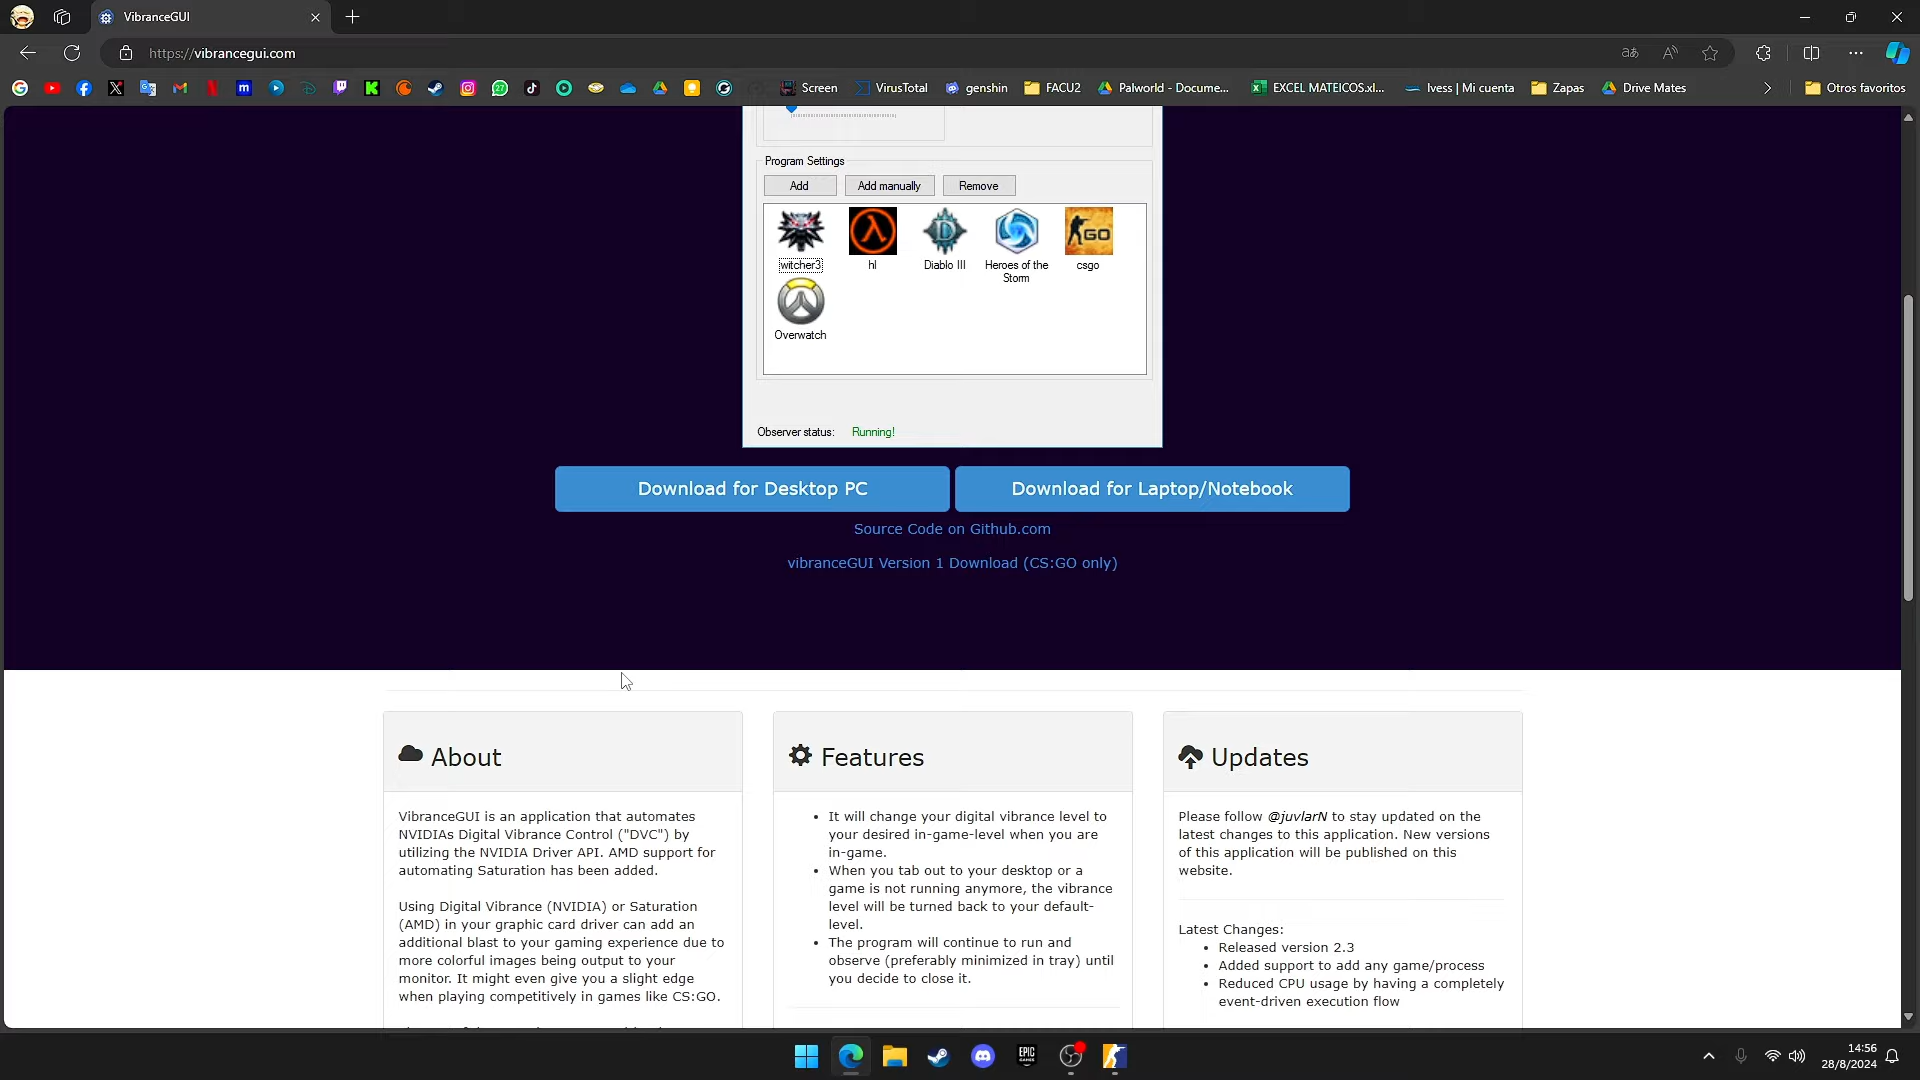 VibranceGUI
https://vibrancegui.com
Screen
VirusTotal
genshin
FACU2
Palworld - Docume...
EXCEL MATEICOS.xl...
Ivess | Mi cuenta
Zapas
Drive Mates
Otros favoritos
Program Settings
Add
Add manually
Remove
witcher3
hl
Diablo III
Heroes of the
Storm
GO
csgo
Overwatch
Observer status: Running!
Download for Desktop PC
Download for Laptop/Notebook
Source Code on Github.com
vibranceGUI Version 1 Download (CS:GO only)
About
VibranceGUI is an application that automates
NVIDIAs Digital Vibrance Control ("DVC") by
utilizing the NVIDIA Driver API. AMD support for
automating Saturation has been added.
Using Digital Vibrance (NVIDIA) or Saturation
(AMD) in your graphic card driver can add an
additional blast to your gaming experience due to
more colorful images being output to your
monitor. It might even give you a slight edge
when playing competitively in games like CS:GO.
Features
• It will change your digital vibrance level to
your desired in-game-level when you are
in-game.
• When you tab out to your desktop or a
game is not running anymore, the vibrance
level will be turned back to your default-
level.
• The program will continue to run and
observe (preferably minimized in tray) until
you decide to close it.
Updates
Please follow @juvlarN to stay updated on the
latest changes to this application. New versions
of this application will be published on this
website.
Latest Changes:
• Released version 2.3
• Added support to add any game/process
• Reduced CPU usage by having a completely
event-driven execution flow
EPIC
GAMES
14:56
28/8/2024